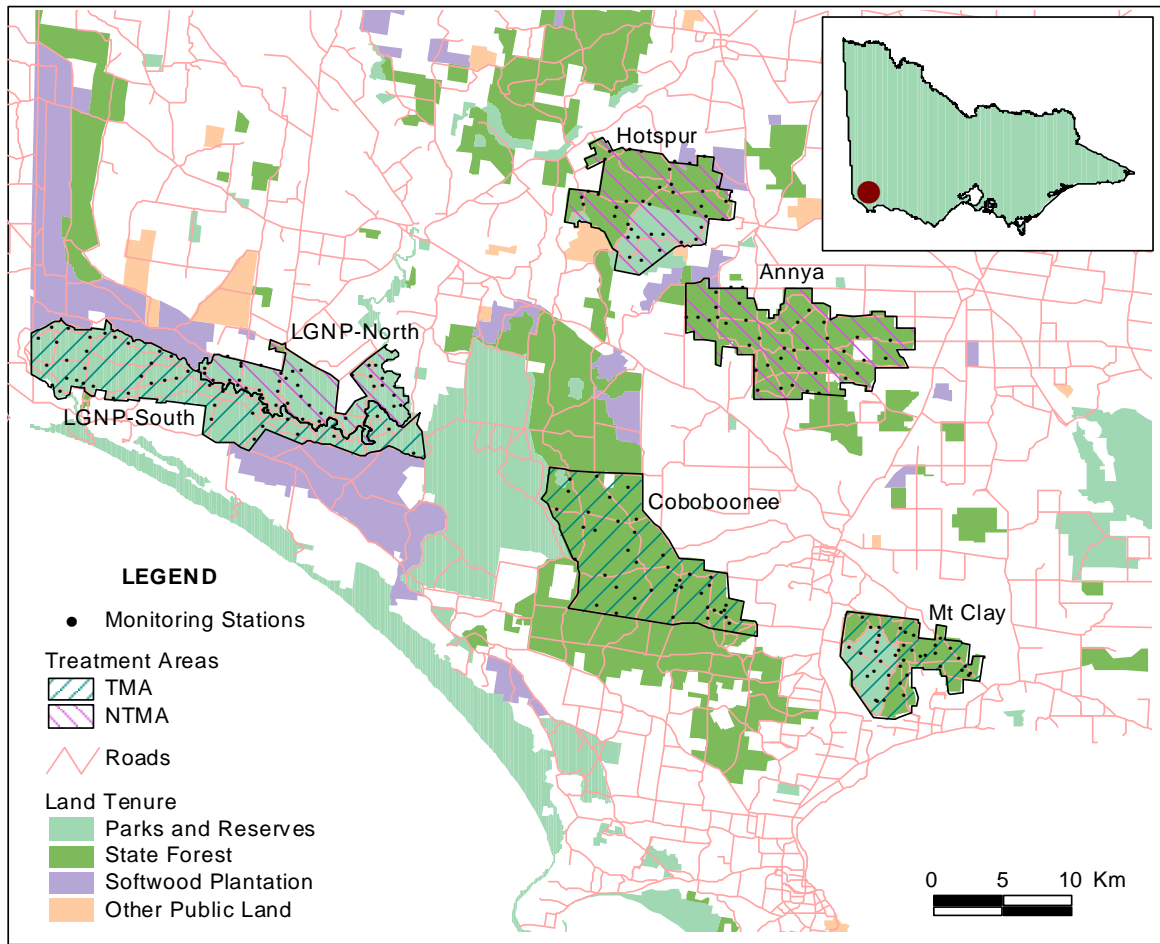 Hotspur
Annya
LGNP-North
LGNP-South
Coboboonee
Mt Clay
LEGEND
Monitoring Stations
Treatment Areas
TMA
NTMA
Roads
Land Tenure
Parks and Reserves
State Forest
Softwood Plantation
Other Public Land
0 5 10 Km